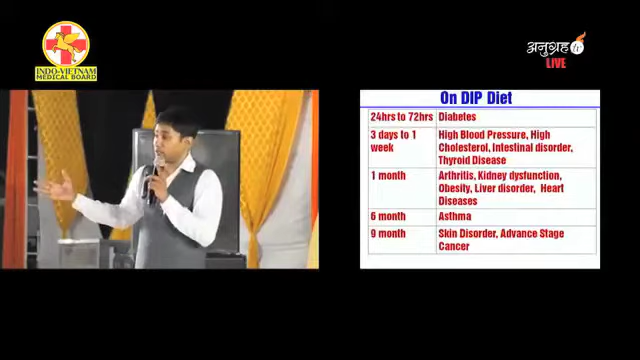 INDO-VIETNAM
MEDICAL BOARD
अनुग्रह tv
LIVE
On DIP Diet
24hrs to 72hrs Diabetes
3 days to 1 week High Blood Pressure, High
Cholesterol, Intestinal disorder,
Thyroid Disease
1 month Arthritis, Kidney dysfunction,
Obesity, Liver disorder, Heart
Diseases
6 month Asthma
9 month Skin Disorder, Advance Stage
Cancer